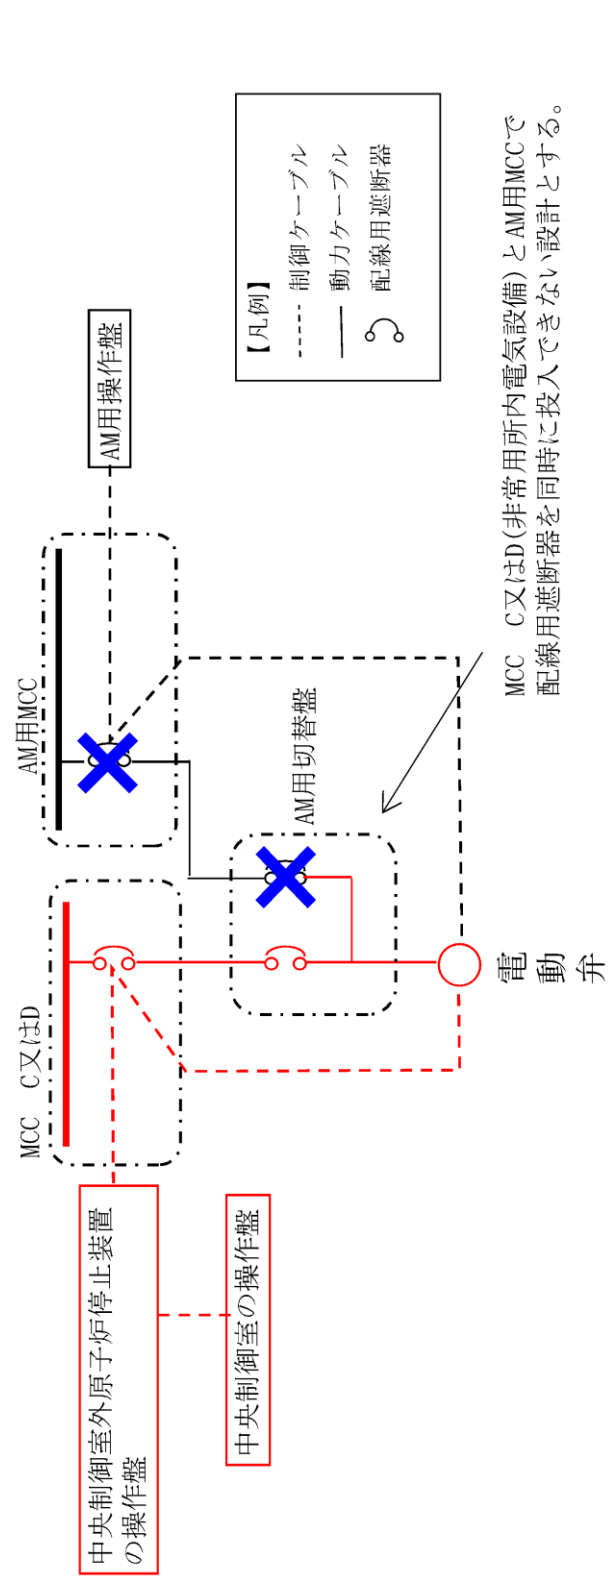 中央制御室外原子炉停止装置
の操作盤
中央制御室の操作盤
MCC　C又はD
AM用MCC
AM用操作盤
AM用切替盤
電動弁
【凡例】
制御ケーブル
動力ケーブル
配線用遮断器
MCC　C又はD(非常用所内電気設備)とAM用MCCで
配線用遮断器を同時に投入できない設計とする。